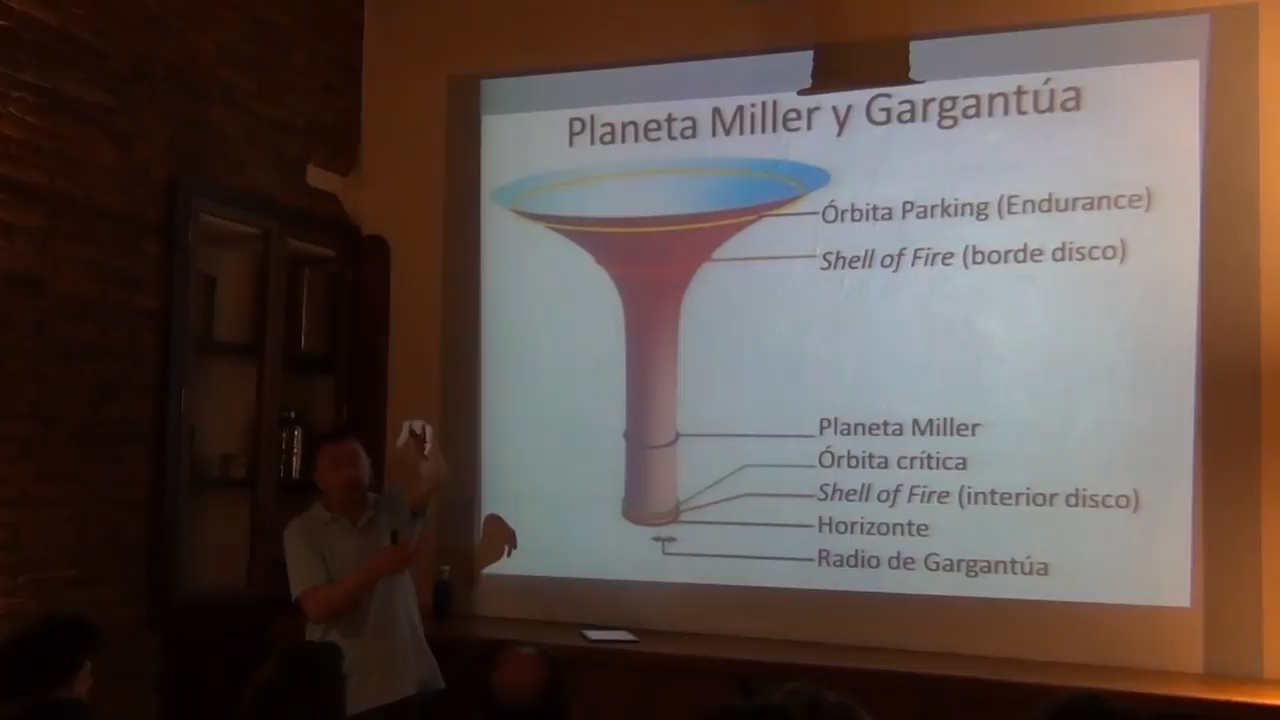 Planeta Miller y Gargantúa
Órbita Parking (Endurance)
Shell of Fire (borde disco)
Planeta Miller
Órbita crítica
Shell of Fire (interior disco)
Horizonte
Radio de Gargantúa